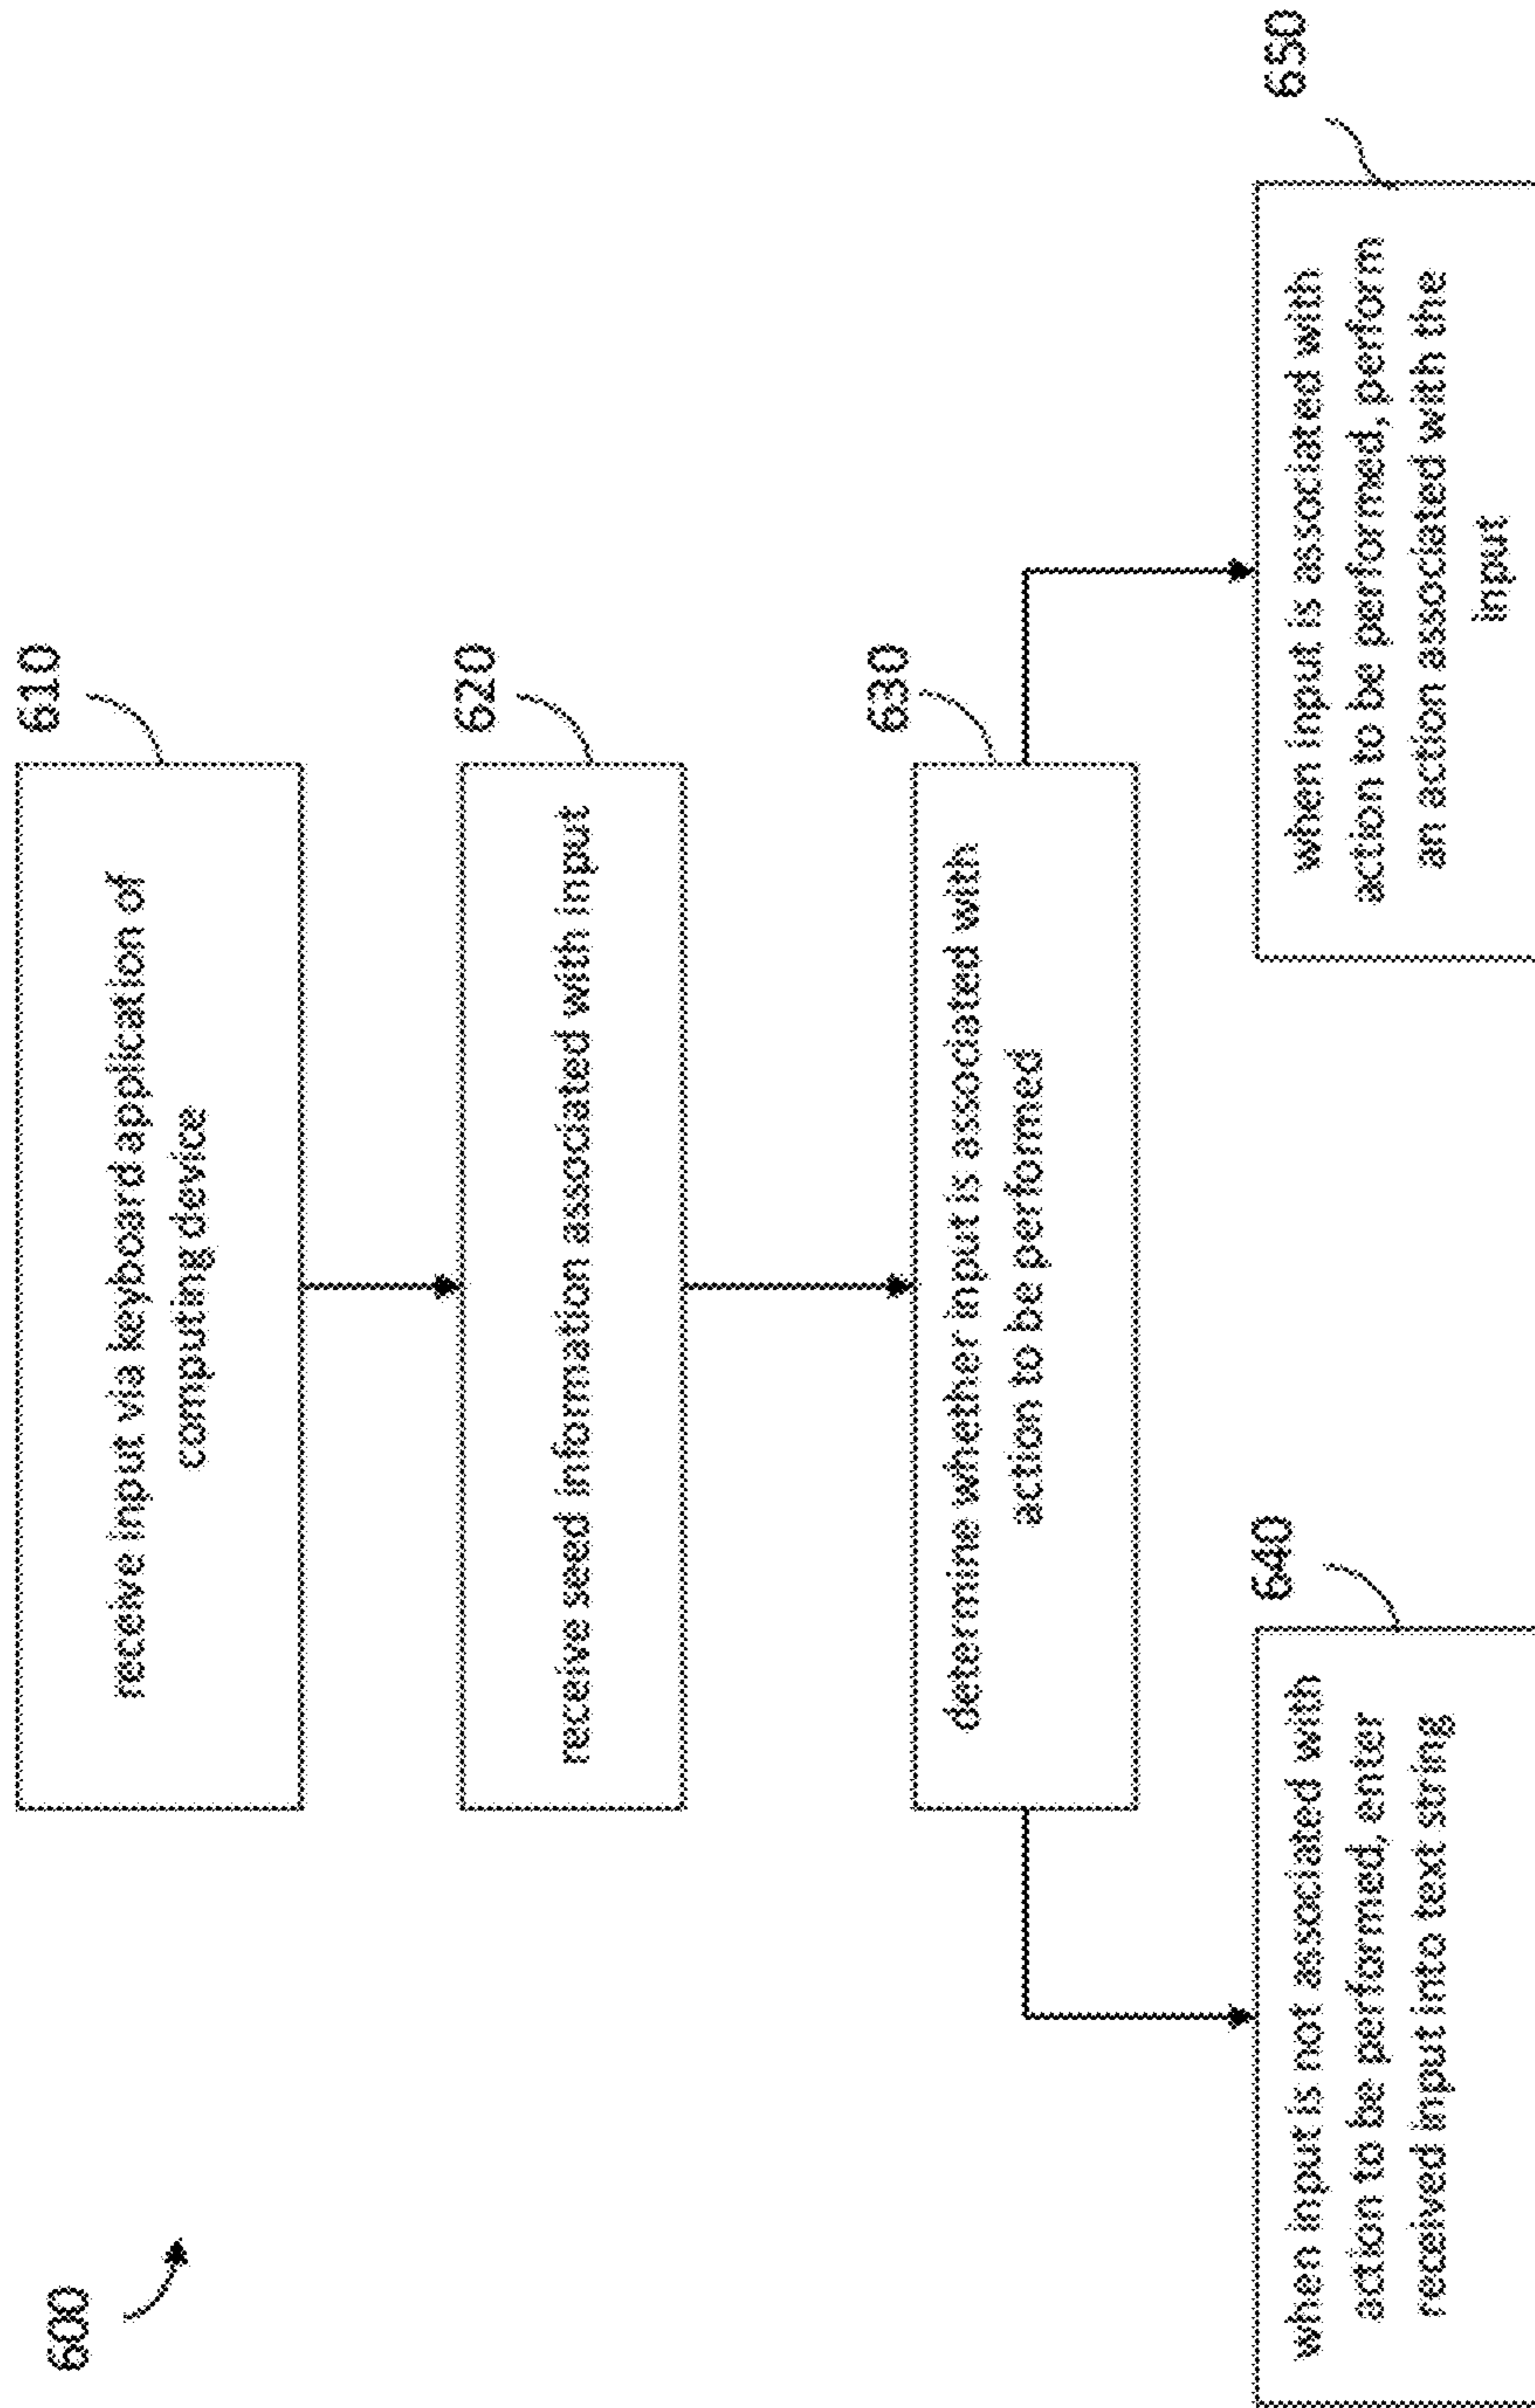 600
610
receive input via keyboard application of
computing device
620
receive seed information associated with input
630
determine whether input is associated with
action to be performed
640
when input is not associated with
action to be performed, enter
received input into text string
650
when input is associated with
action to be performed, perform
an action associated with the
input